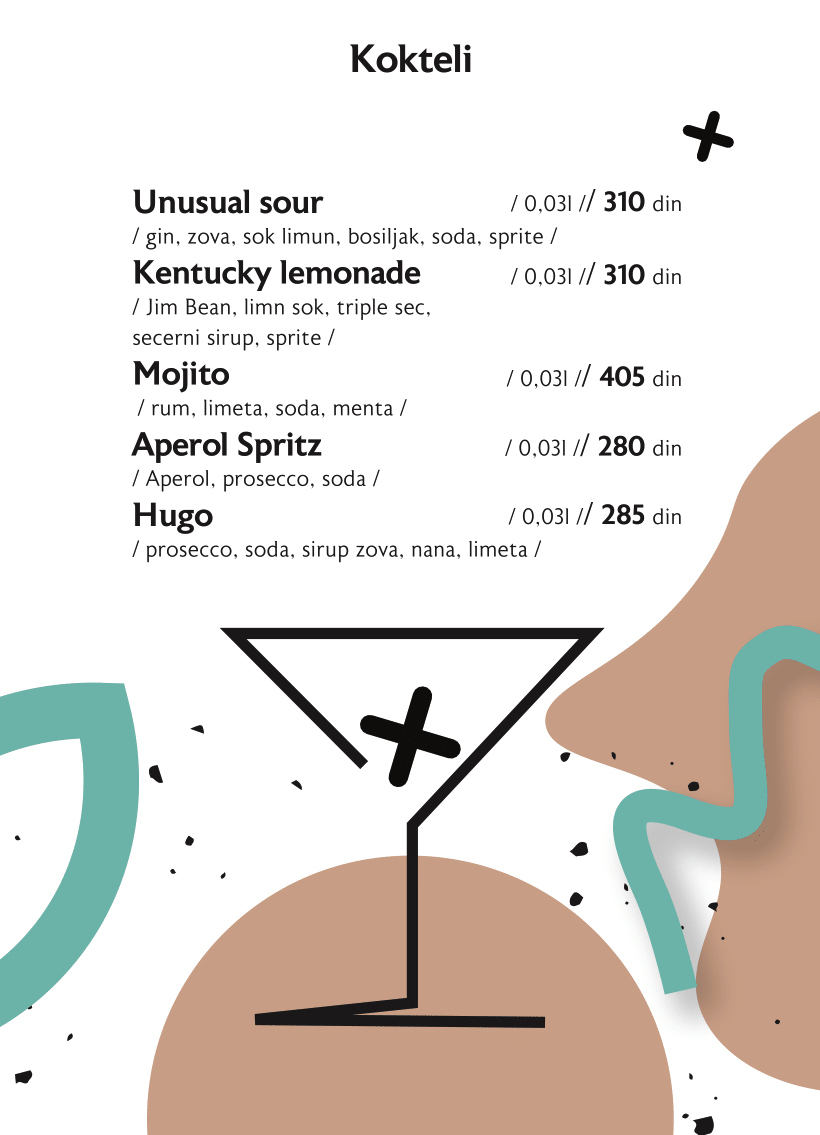 Kokteli
Unusual sour / 0,03l // 310 din
/ gin, zova, sok limun, bosiljak, soda, sprite /
Kentucky lemonade / 0,03l // 310 din
/ Jim Bean, limn sok, triple sec,
secerni sirup, sprite /
Mojito / 0,03l // 405 din
/ rum, limeta, soda, menta /
Aperol Spritz / 0,03l // 280 din
/ Aperol, prosecco, soda /
Hugo / 0,03l // 285 din
/ prosecco, soda, sirup zova, nana, limeta /